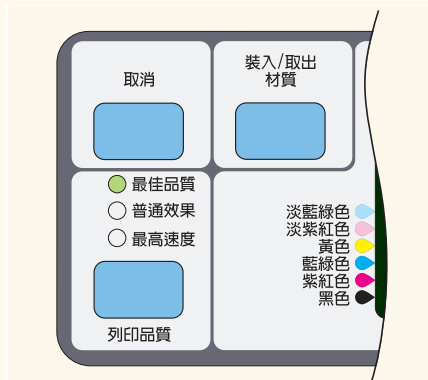 取消
裝入/取出
材質
最佳品質
普通效果
最高速度
列印品質
淡藍綠色
淡紫紅色
黃色
藍綠色
紫紅色
黑色